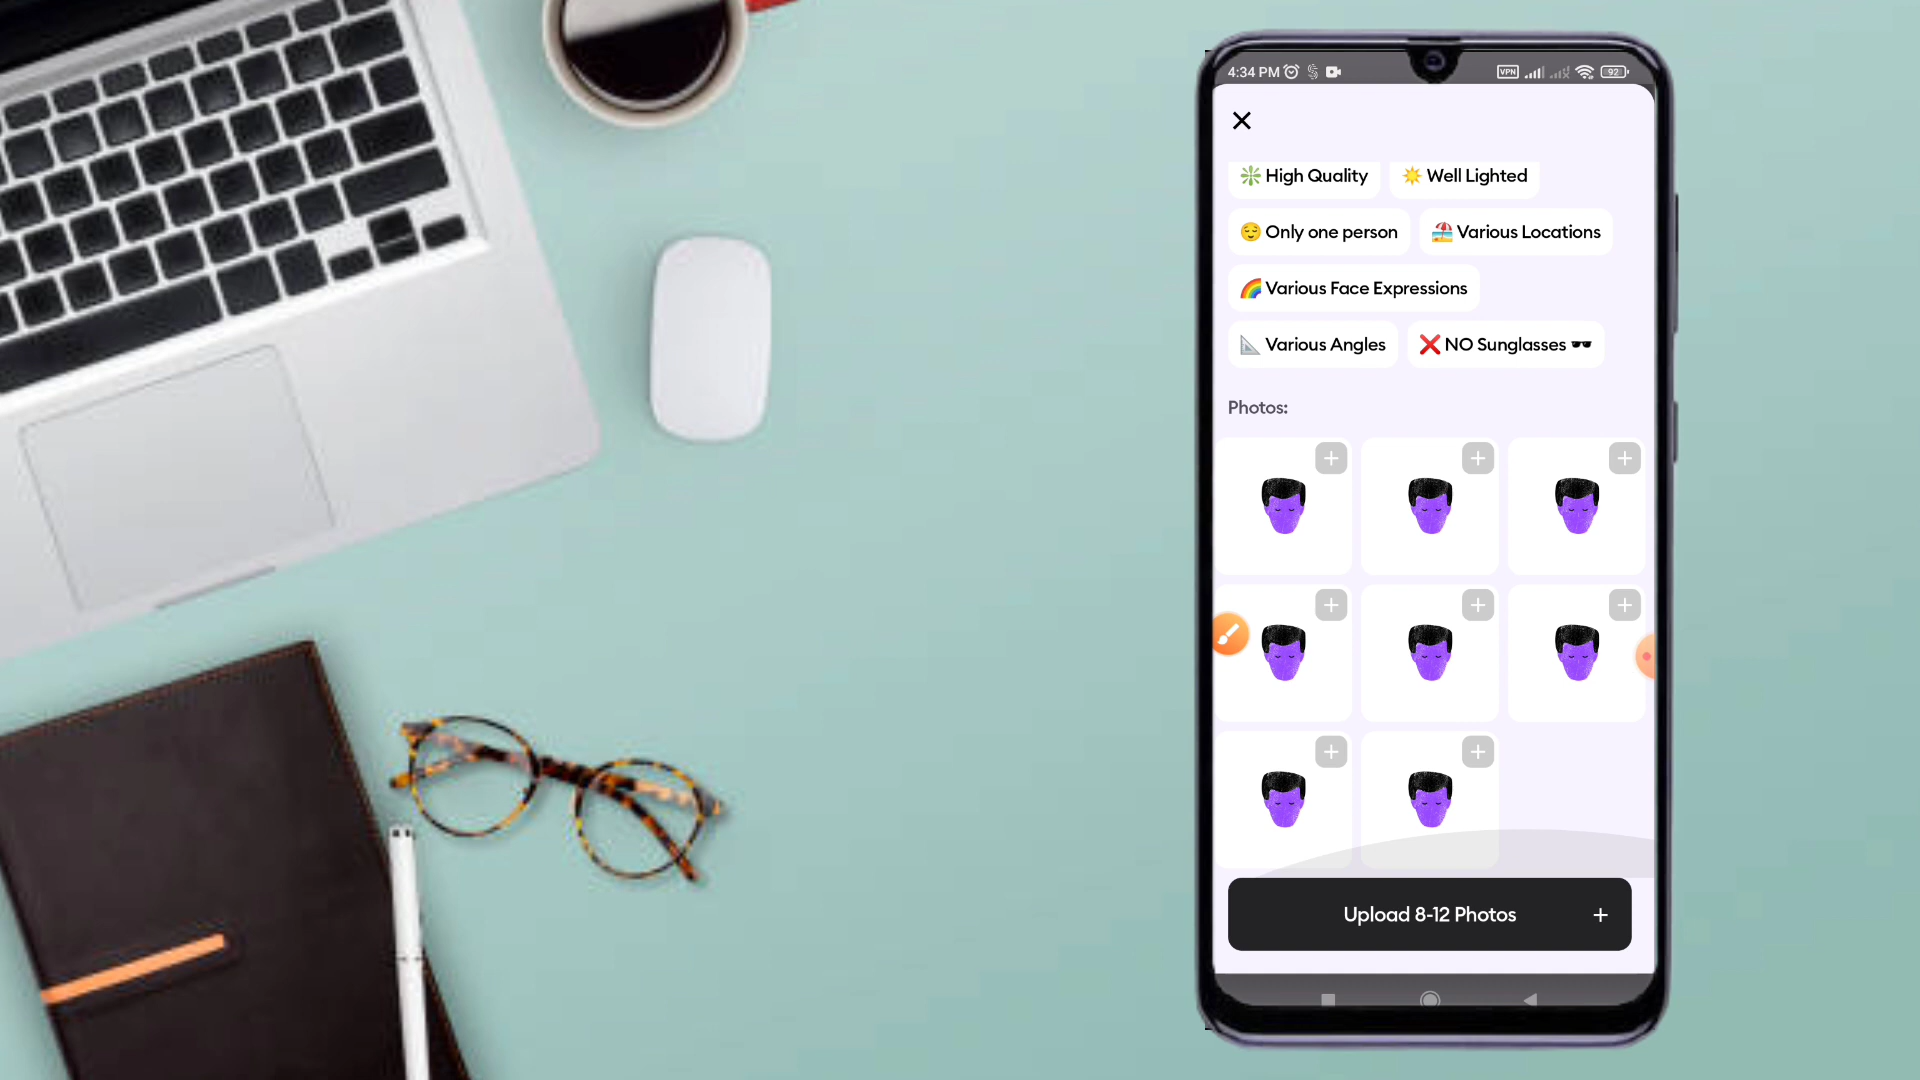 4:34 PM VPN 92
High Quality Well Lighted
Only one person Various Locations
Various Face Expressions
Various Angles NO Sunglasses
Photos:
Upload 8-12 Photos +